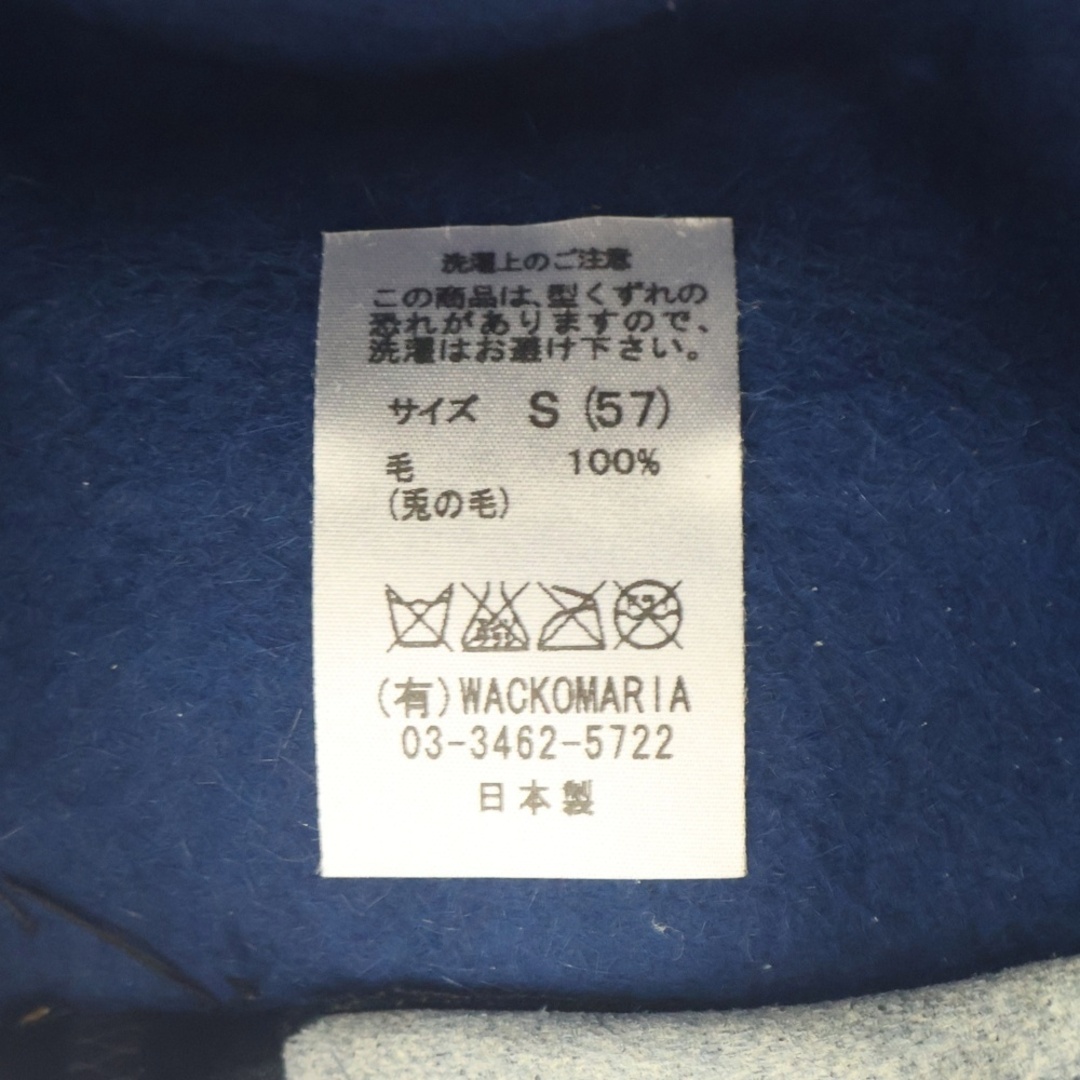 洗濯上のご注意
この商品は、型くずれの
恐れがありますので、
洗濯はお避け下さい。
サイズ S (57)
毛 100%
(兎の毛)
(有)WACKOMARIA
03-3462-5722
日本製